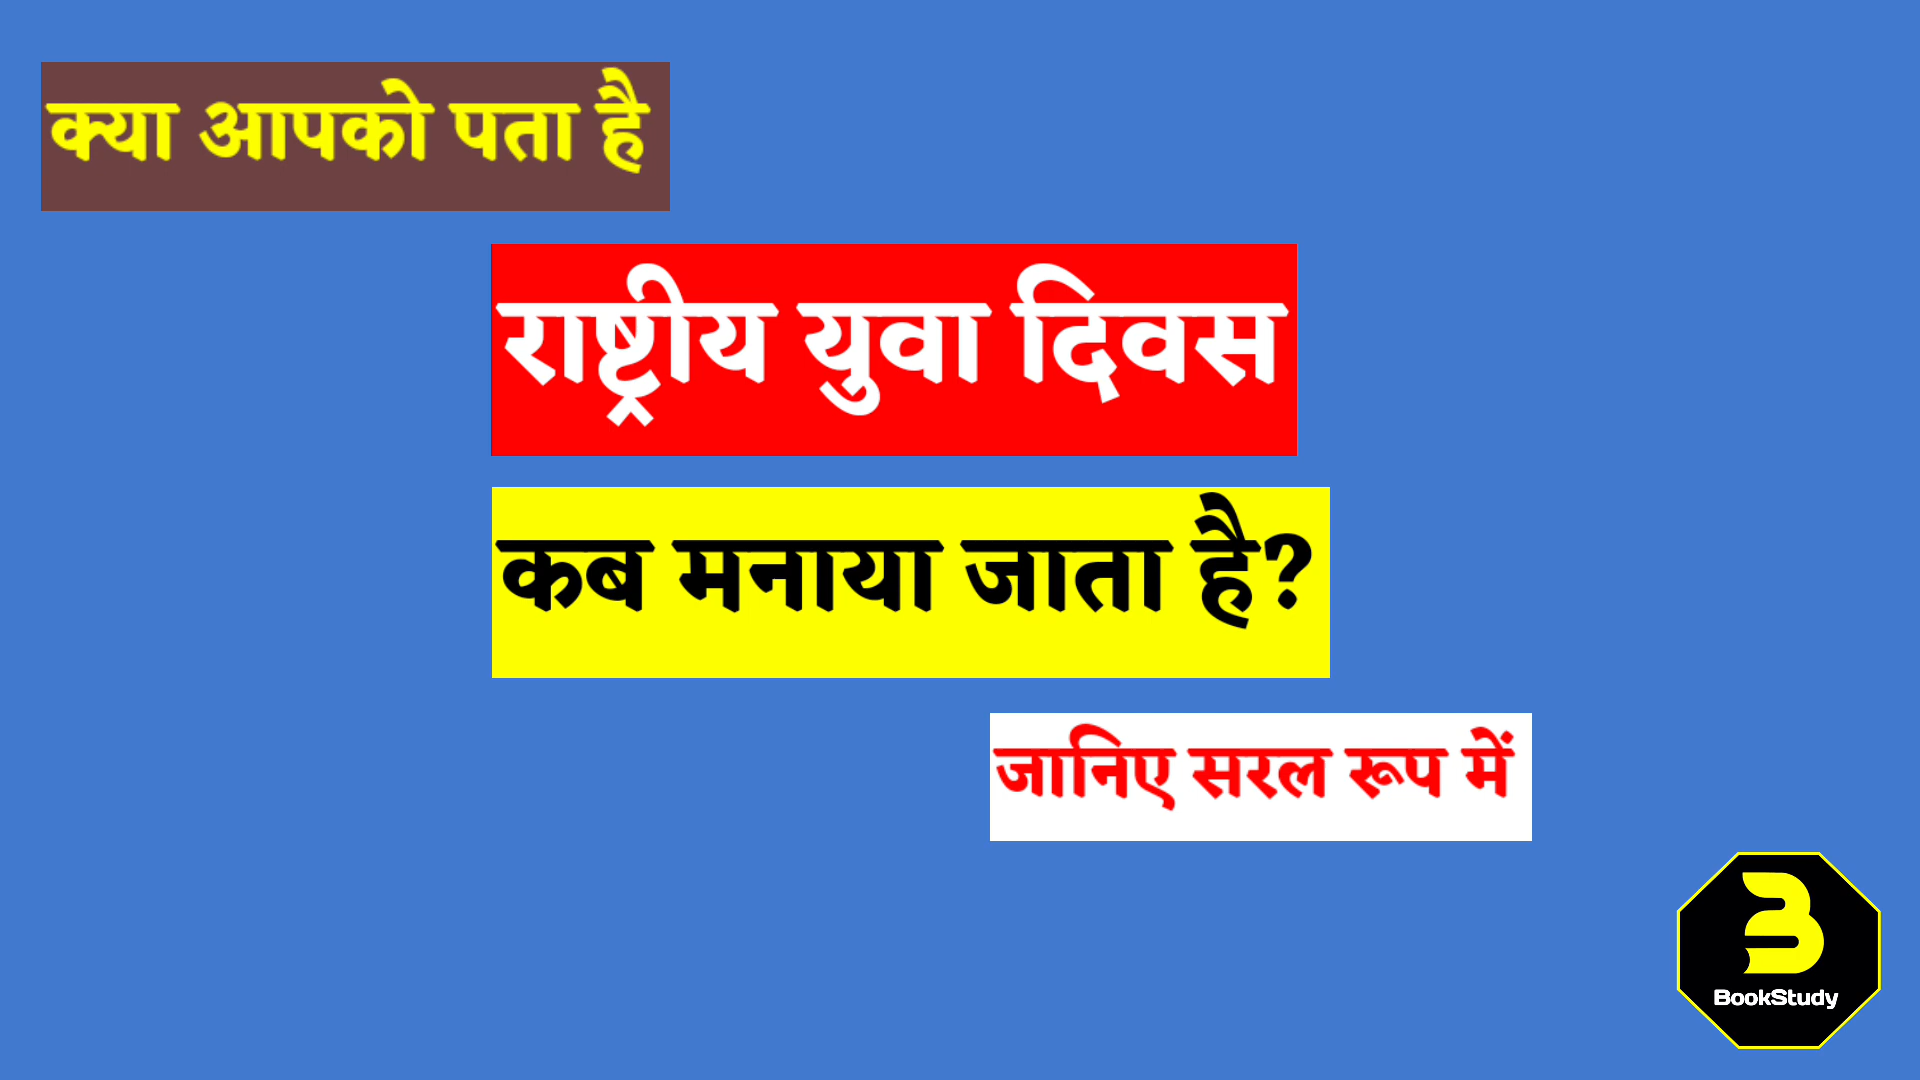 क्या आपको पता है
राष्ट्रीय युवा दिवस
कब मनाया जाता है?
जानिए सरल रूप में
BookStudy